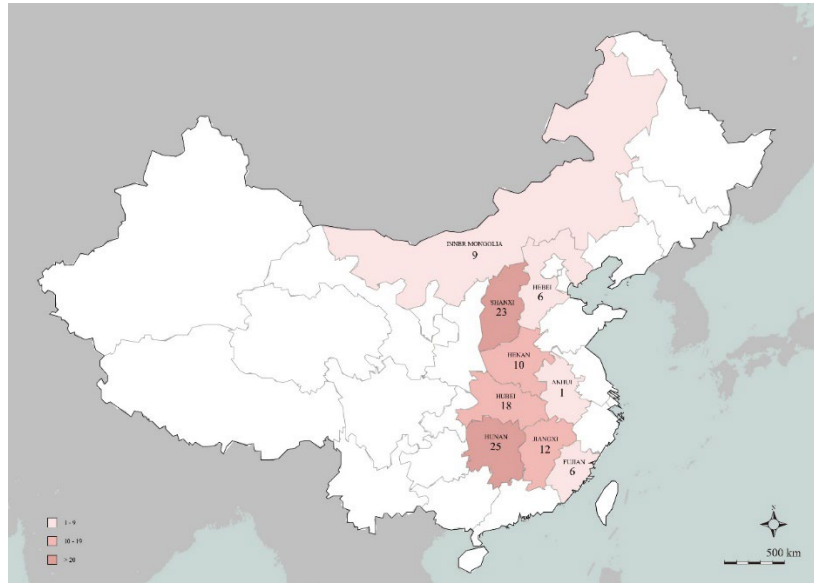 INNER MONGOLIA
9
HEBEI
6
SHANXI
23
HENAN
10
ANHUI
1
HUBEI
18
HUNAN
25
JIANGXI
12
FUJIAN
6
1 - 9
10 - 19
> 20
N
500 km